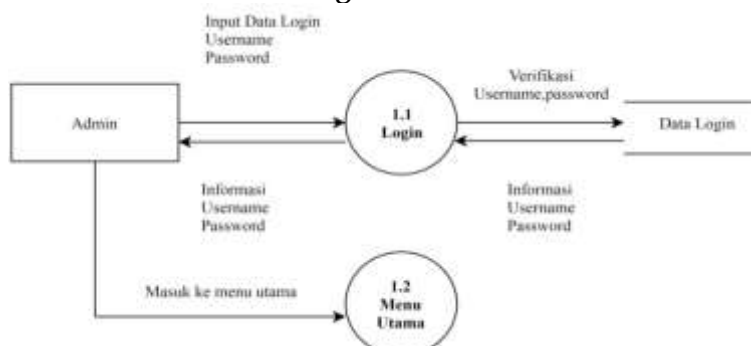 Input Data Login
Username
Password
Verifikasi
Username,password
Admin
1.1
Login
Data Login
Informasi
Username
Password
Informasi
Username
Password
Masuk ke menu utama
1.2
Menu
Utama